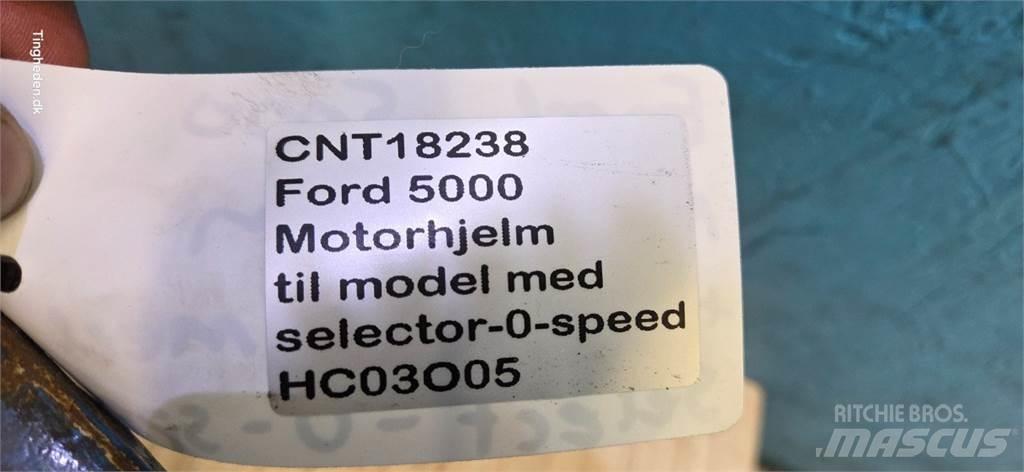 Tingheden.dk
CNT18238
Ford 5000
Motorhjelm
til model med
selector-0-speed
HC03O05
RITCHIE BROS.
MASCUS